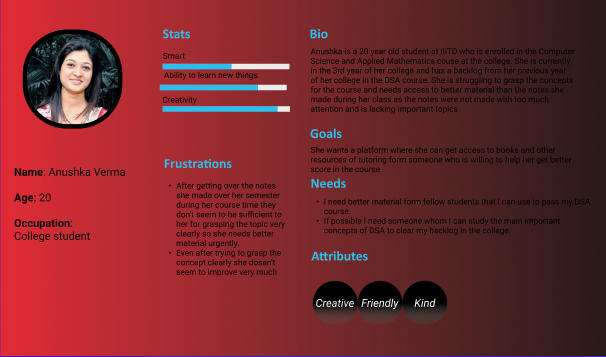 Name: Anushka Verma
Age: 20
Occupation:
College student
Stats
Smart
Ability to learn new things
Creativity
Frustrations
• After getting over the notes
she made over her semester
during her course time they
don't seem to be sufficient to
her for grasping the topic very
clearly so she needs better
material urgently.
• Even after trying to grasp the
concept clearly she dosen't
seem to improve very much
Bio
Anushka is a 20 year old student at IIITD who is enrolled in the Computer
Science and Applied Mathematics couse at the college. She is currently
in the 3rd year of her college and has a backlog from her previous year
of her college in the DSA course. She is struggling to grasp the concepts
for the course and needs access to better material than the notes she
made during her class as the notes were not made with too much
attention and is lacking important topics
Goals
She wants a platform where she can get access to books and other
resources of tutoring form someone who is willing to help her get better
score in the course
Needs
• I need better material form fellow students that I can use to pass my DSA
course.
• If possible I need someone whom I can study the main important
concepts of DSA to clear my backlog in the college.
Attributes
Creative Friendly Kind